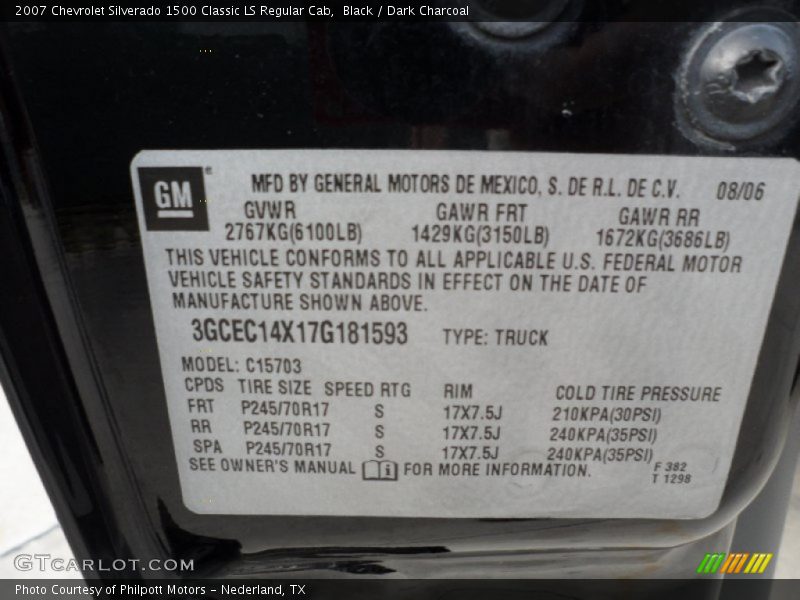 2007 Chevrolet Silverado 1500 Classic LS Regular Cab, Black / Dark Charcoal
GM ®
MFD BY GENERAL MOTORS DE MEXICO, S. DE R.L. DE C.V. 08/06
GVWR GAWR FRT GAWR RR
2767KG(6100LB) 1429KG(3150LB) 1672KG(3686LB)
THIS VEHICLE CONFORMS TO ALL APPLICABLE U.S. FEDERAL MOTOR
VEHICLE SAFETY STANDARDS IN EFFECT ON THE DATE OF
MANUFACTURE SHOWN ABOVE.
3GCEC14X17G181593 TYPE: TRUCK
MODEL: C15703
CPDS TIRE SIZE SPEED RTG RIM COLD TIRE PRESSURE
FRT P245/70R17 S 17X7.5J 210KPA(30PSI)
RR P245/70R17 S 17X7.5J 240KPA(35PSI)
SPA P245/70R17 S 17X7.5J 240KPA(35PSI)
SEE OWNER'S MANUAL i FOR MORE INFORMATION.
F 382
T 1298
GTCARLOT.COM
Photo Courtesy of Philpott Motors - Nederland, TX